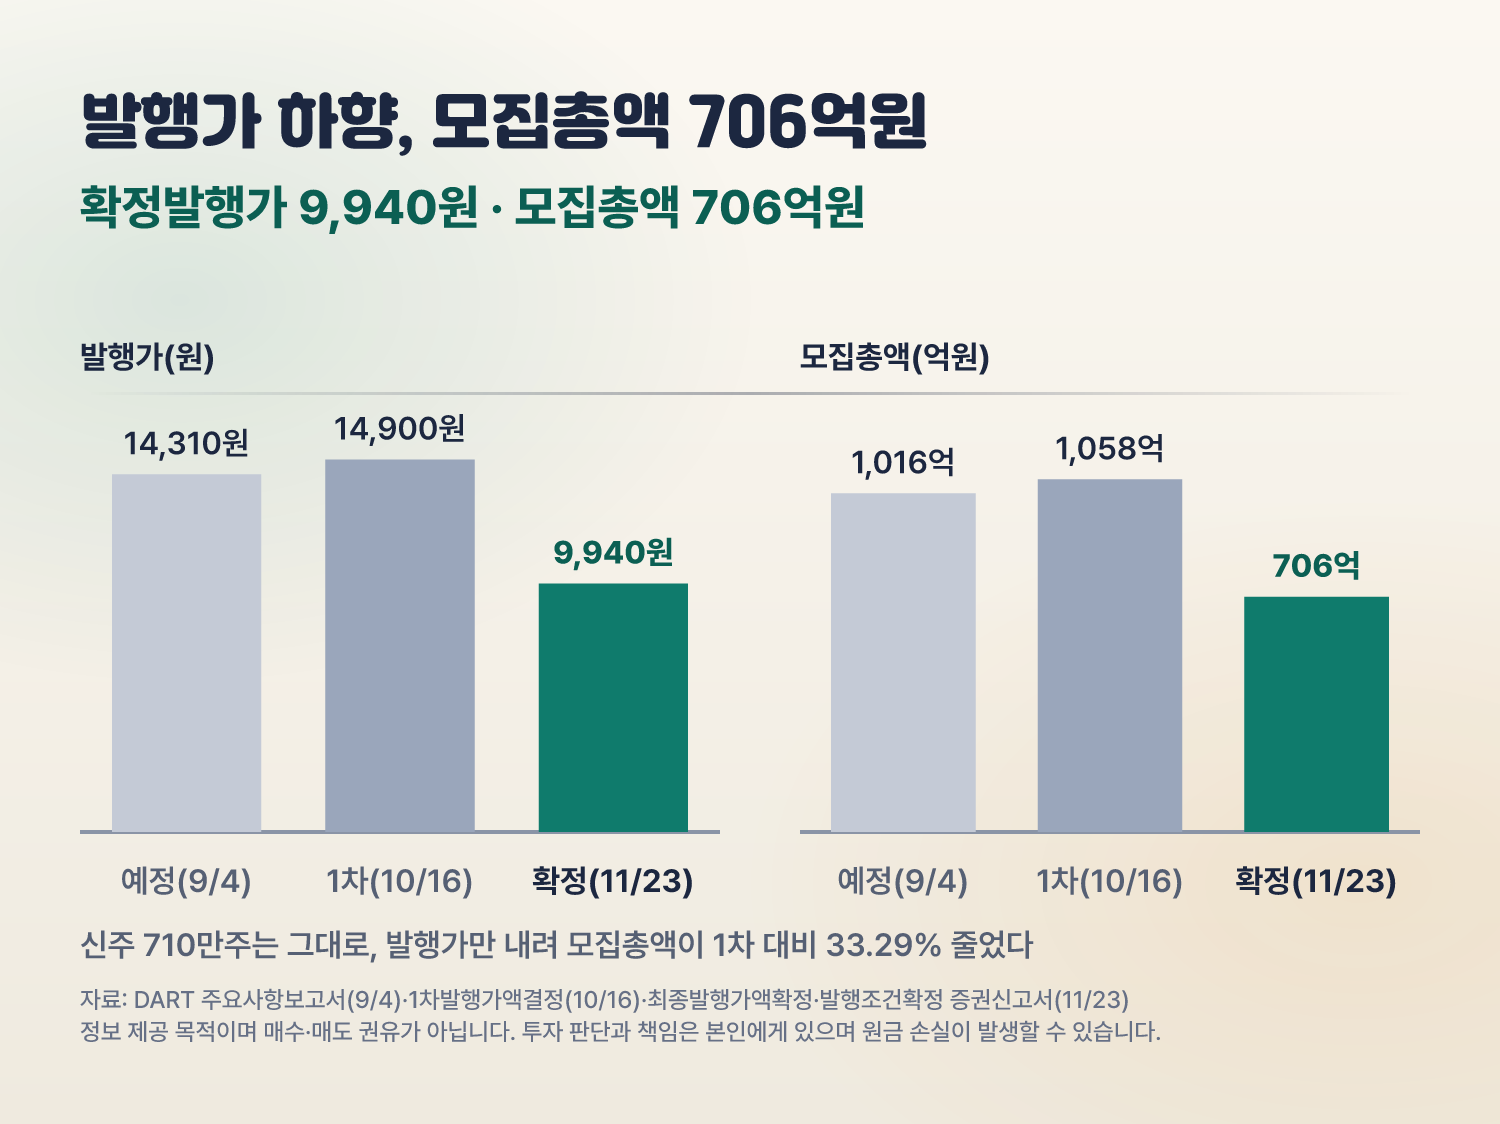 발행가 하향, 모집총액 706억원
확정발행가 9,940원 · 모집총액 706억원
발행가(원)
14,310원
14,900원
9,940원
예정(9/4)
1차(10/16)
확정(11/23)
모집총액(억원)
1,016억
1,058억
706억
예정(9/4)
1차(10/16)
확정(11/23)
신주 710만주는 그대로, 발행가만 내려 모집총액이 1차 대비 33.29% 줄었다
자료: DART 주요사항보고서(9/4)·1차발행가액결정(10/16)·최종발행가액확정·발행조건확정 증권신고서(11/23)
정보 제공 목적이며 매수·매도 권유가 아닙니다. 투자 판단과 책임은 본인에게 있으며 원금 손실이 발생할 수 있습니다.